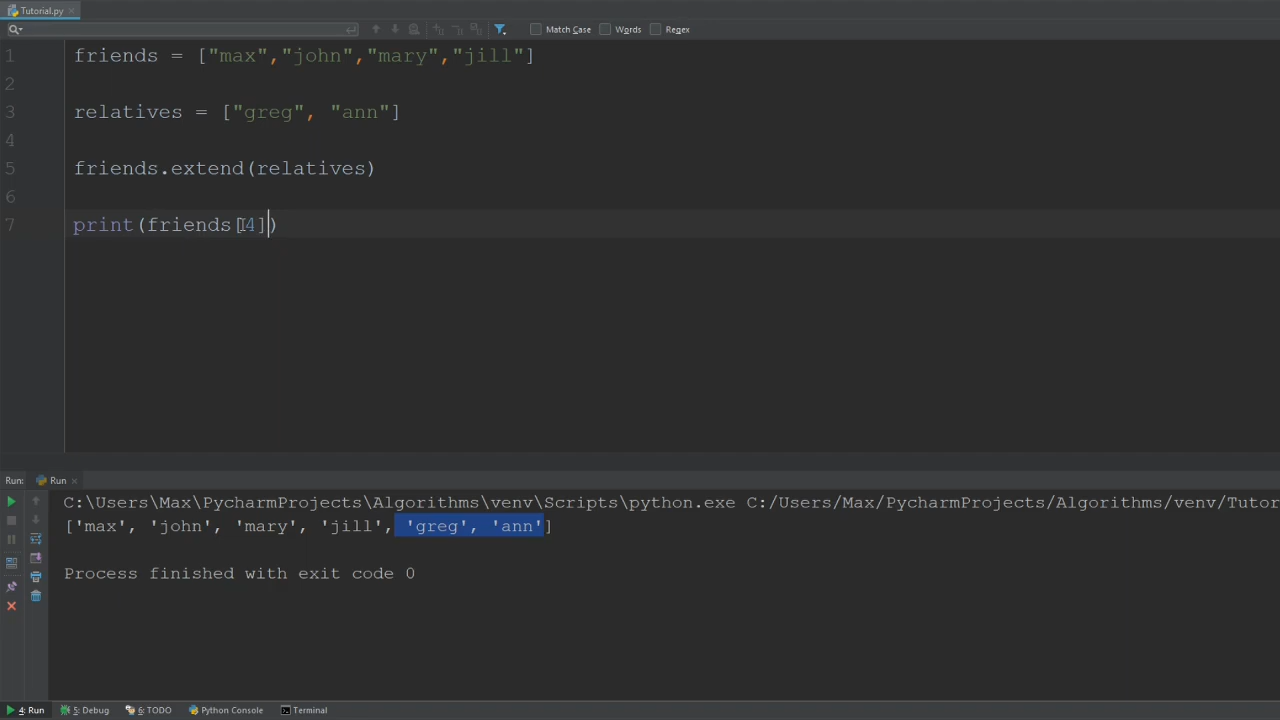 Tutorial.py
Match Case Words Regex
1 friends = ["max","john","mary","jill"]
2
3 relatives = ["greg", "ann"]
4
5 friends.extend(relatives)
6
7 print(friends[4])
Run: Run
C:\Users\Max\PycharmProjects\Algorithms\venv\Scripts\python.exe C:/Users/Max/PycharmProjects/Algorithms/venv/Tutor
['max', 'john', 'mary', 'jill', 'greg', 'ann']
Process finished with exit code 0
4: Run 5: Debug 6: TODO Python Console Terminal